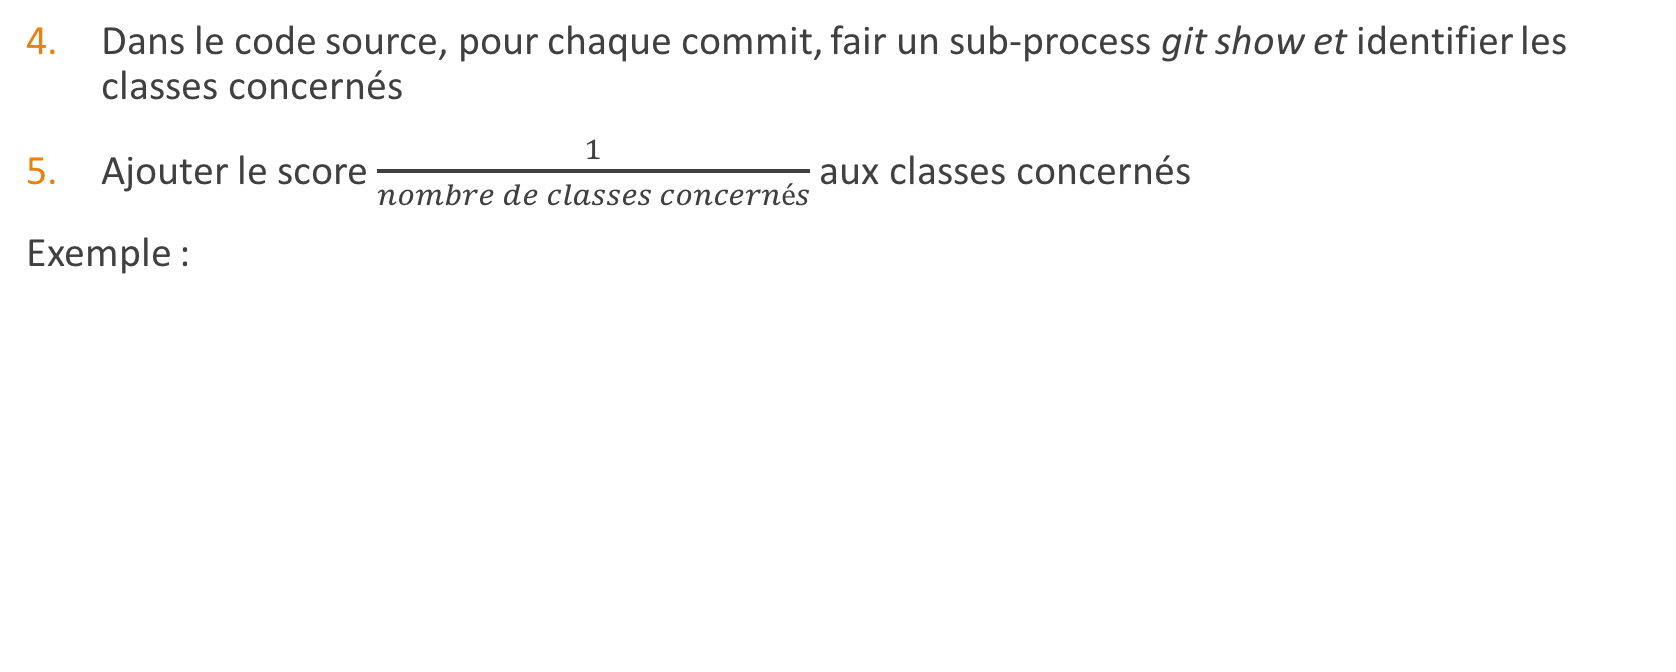 4. Dans le code source, pour chaque commit, fair un sub-process git show et identifier les
classes concernés
5. Ajouter le score 1/nombre de classes concernés aux classes concernés
Exemple :